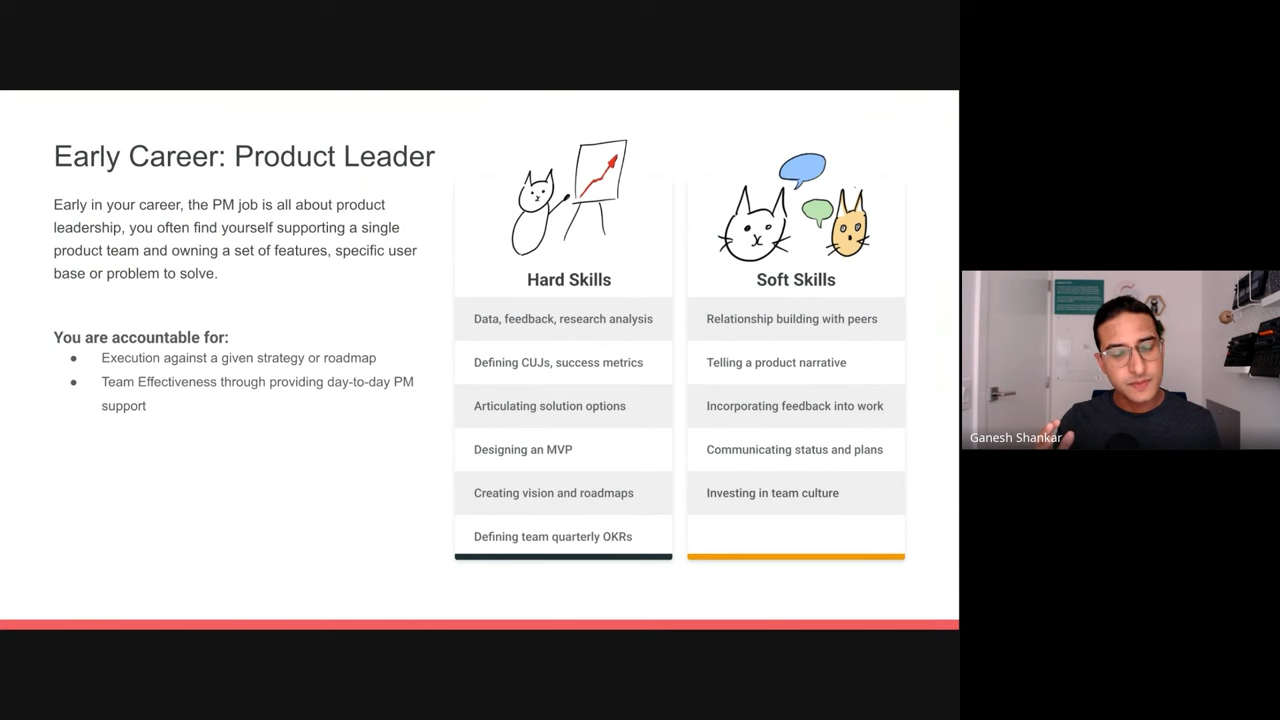 Early Career: Product Leader
Early in your career, the PM job is all about product
leadership, you often find yourself supporting a single
product team and owning a set of features, specific user
base or problem to solve.
You are accountable for:
● Execution against a given strategy or roadmap
● Team Effectiveness through providing day-to-day PM
support
Hard Skills
Data, feedback, research analysis
Defining CUJs, success metrics
Articulating solution options
Designing an MVP
Creating vision and roadmaps
Defining team quarterly OKRs
Soft Skills
Relationship building with peers
Telling a product narrative
Incorporating feedback into work
Communicating status and plans
Investing in team culture
Ganesh Shankar